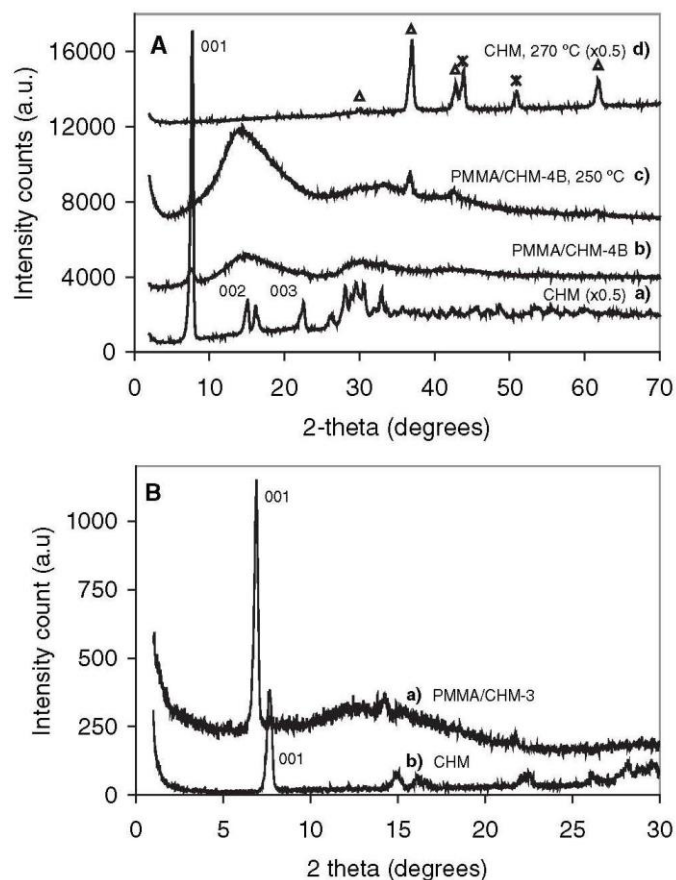 A
001
CHM, 270 ºC (x0.5) d)
PMMA/CHM-4B, 250 ºC c)
PMMA/CHM-4B b)
002 003
CHM (x0.5) a)
16000
12000
8000
4000
0
Intensity counts (a.u.)
0 10 20 30 40 50 60 70
2-theta (degrees)
B
001
a) PMMA/CHM-3
001
b) CHM
1000
750
500
250
0
Intensity count (a.u)
0 5 10 15 20 25 30
2 theta (degrees)